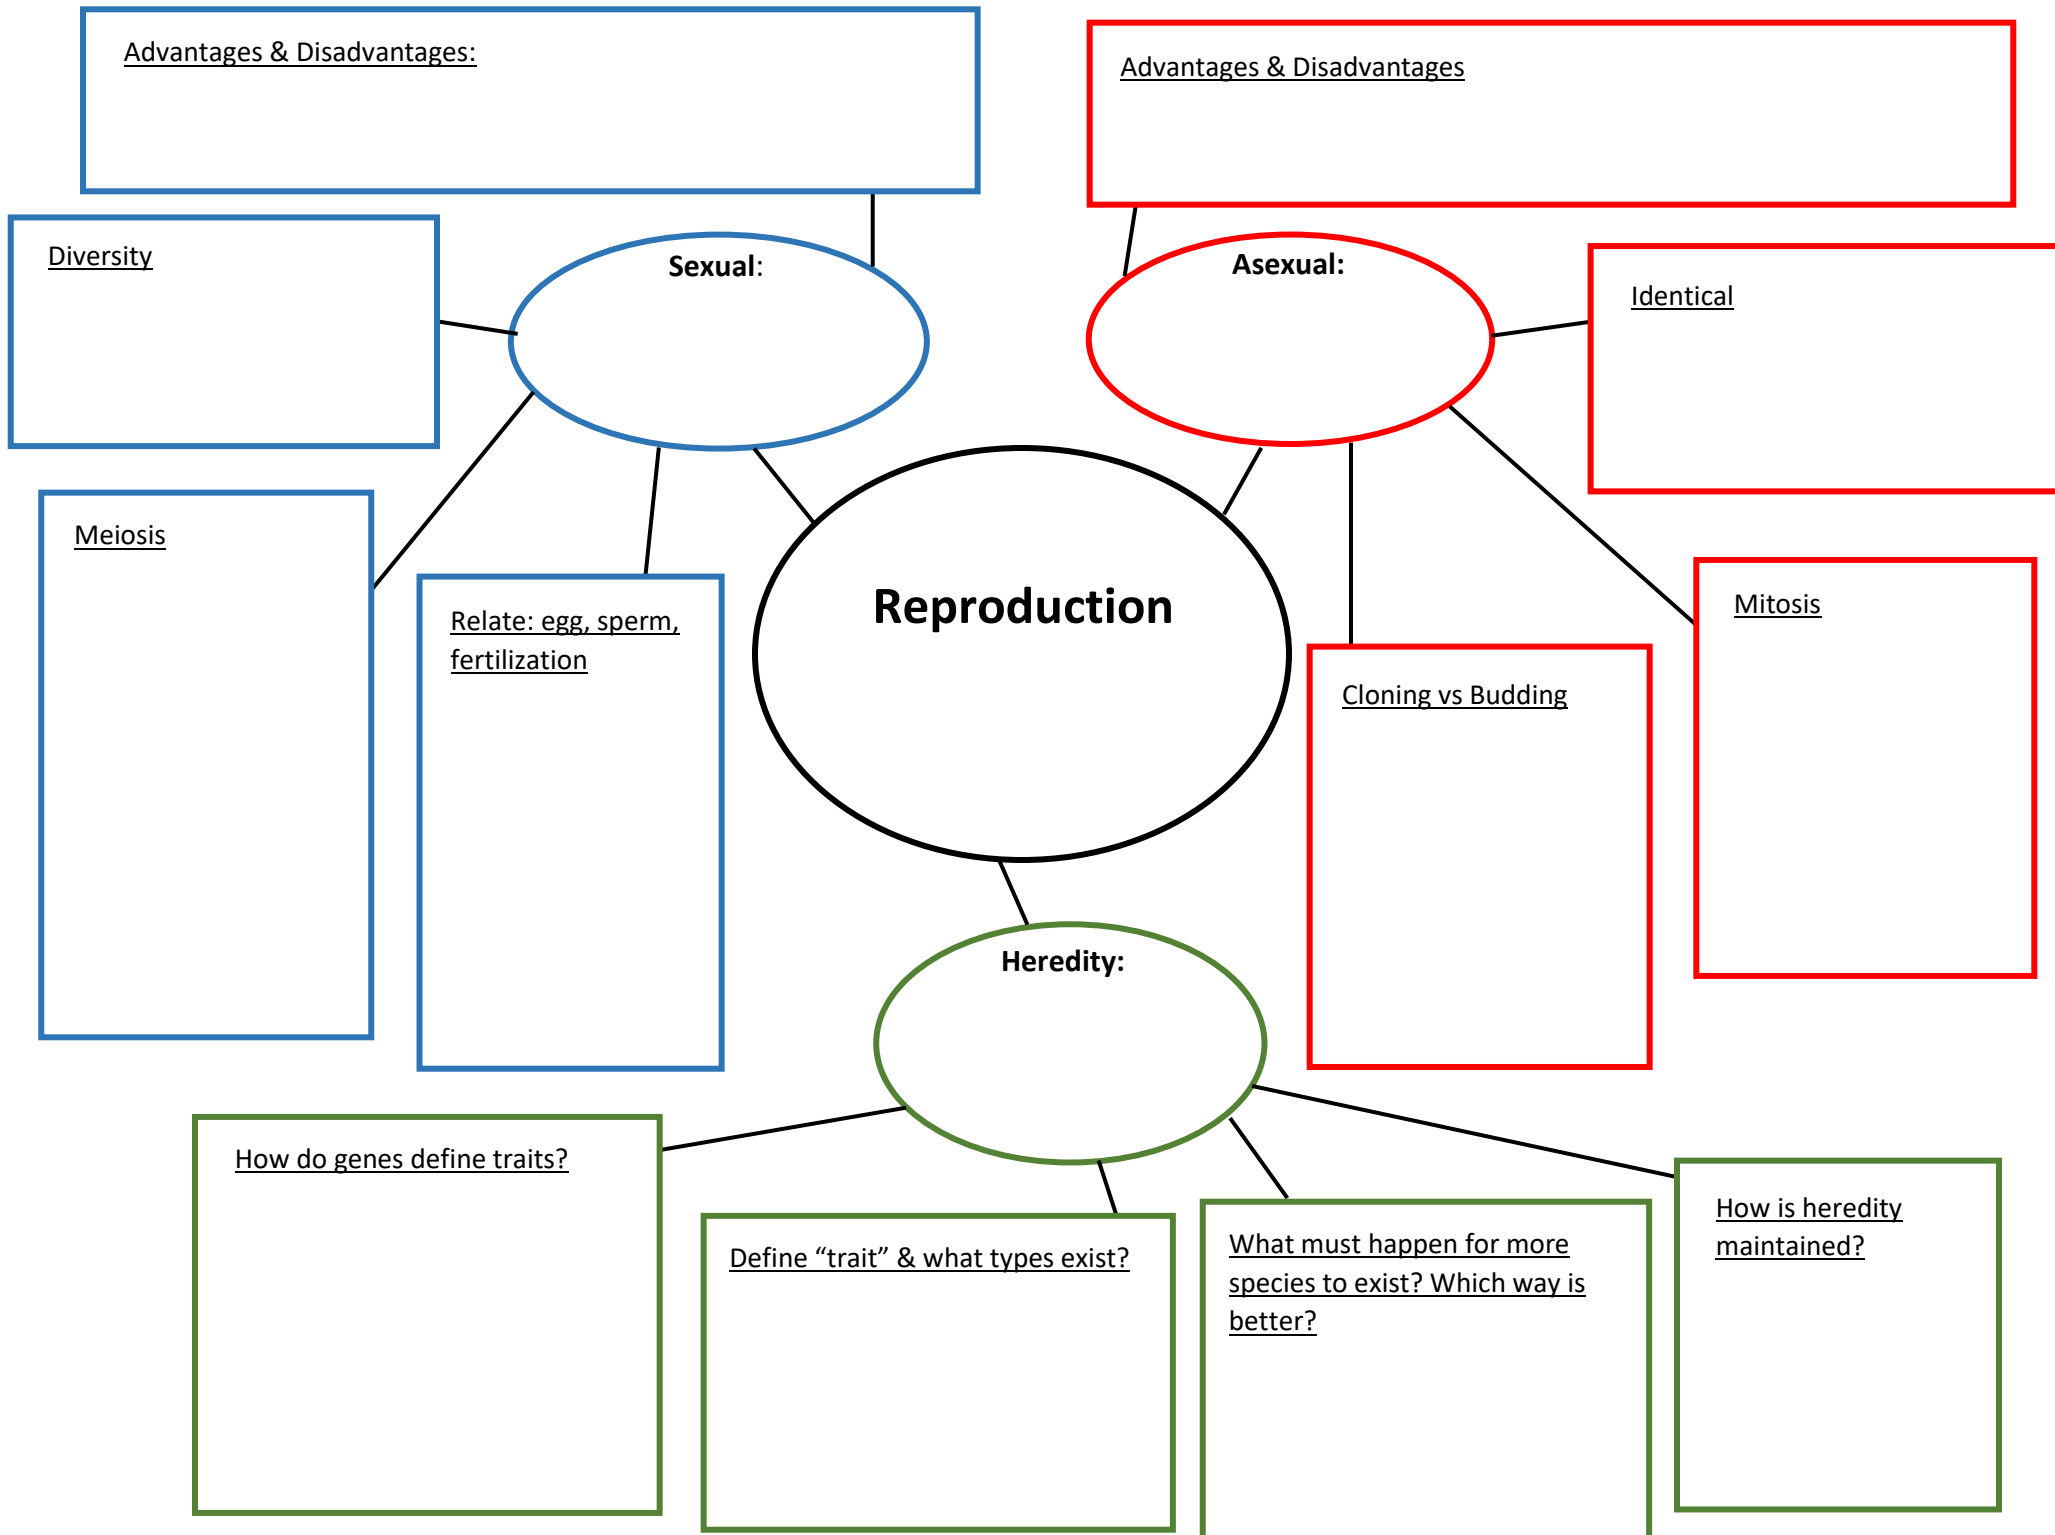 Advantages & Disadvantages:
Advantages & Disadvantages
Diversity
Sexual:
Asexual:
Identical
Meiosis
Relate: egg, sperm,
fertilization
Reproduction
Mitosis
Cloning vs Budding
Heredity:
How do genes define traits?
Define “trait” & what types exist?
What must happen for more
species to exist? Which way is
better?
How is heredity
maintained?